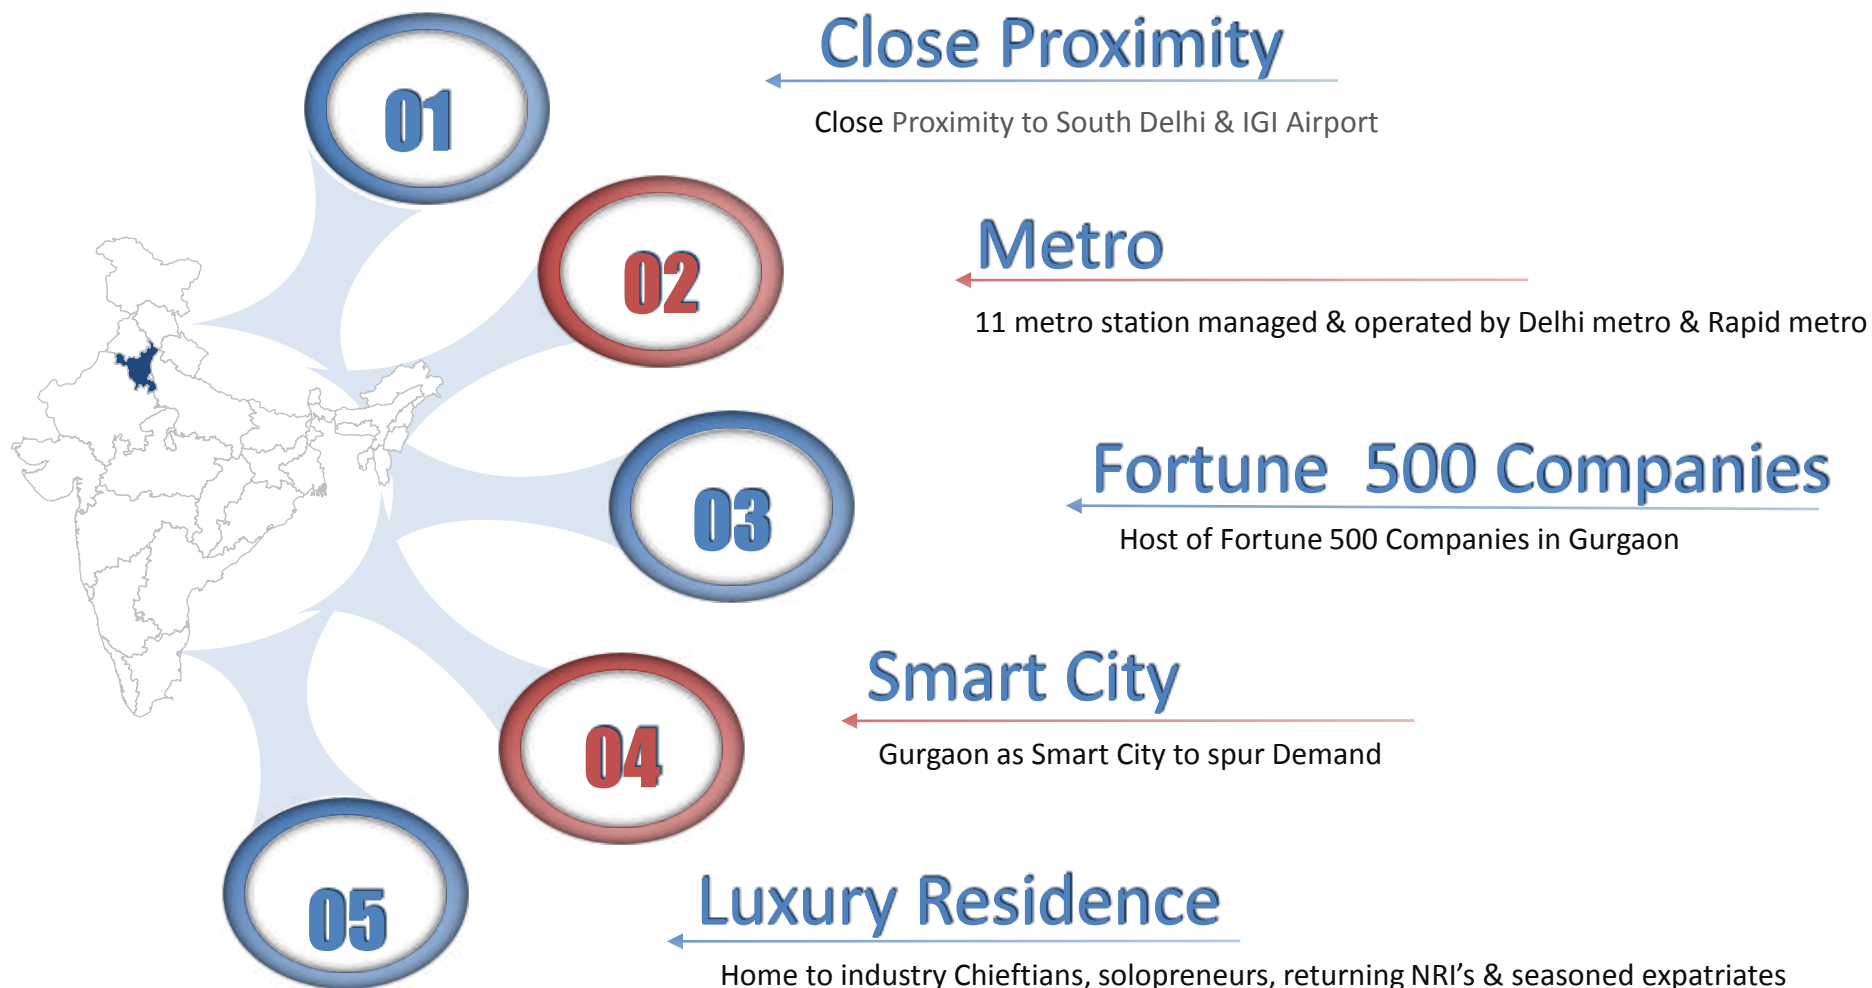 01
Close Proximity
Close Proximity to South Delhi & IGI Airport
02
Metro
11 metro station managed & operated by Delhi metro & Rapid metro
03
Fortune 500 Companies
Host of Fortune 500 Companies in Gurgaon
04
Smart City
Gurgaon as Smart City to spur Demand
05
Luxury Residence
Home to industry Chieftians, solopreneurs, returning NRI’s & seasoned expatriates